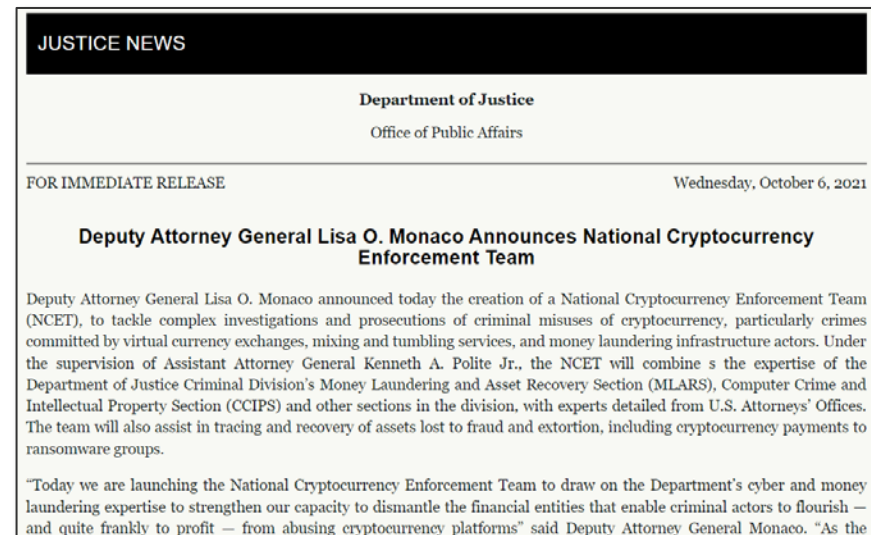 JUSTICE NEWS
Department of Justice
Office of Public Affairs
FOR IMMEDIATE RELEASE
Wednesday, October 6, 2021
Deputy Attorney General Lisa O. Monaco Announces National Cryptocurrency
Enforcement Team
Deputy Attorney General Lisa O. Monaco announced today the creation of a National Cryptocurrency Enforcement Team
(NCET), to tackle complex investigations and prosecutions of criminal misuses of cryptocurrency, particularly crimes
committed by virtual currency exchanges, mixing and tumbling services, and money laundering infrastructure actors. Under
the supervision of Assistant Attorney General Kenneth A. Polite Jr., the NCET will combine s the expertise of the
Department of Justice Criminal Division’s Money Laundering and Asset Recovery Section (MLARS), Computer Crime and
Intellectual Property Section (CCIPS) and other sections in the division, with experts detailed from U.S. Attorneys’ Offices.
The team will also assist in tracing and recovery of assets lost to fraud and extortion, including cryptocurrency payments to
ransomware groups.
“Today we are launching the National Cryptocurrency Enforcement Team to draw on the Department’s cyber and money
laundering expertise to strengthen our capacity to dismantle the financial entities that enable criminal actors to flourish —
and quite frankly to profit — from abusing cryptocurrency platforms” said Deputy Attorney General Monaco. “As the